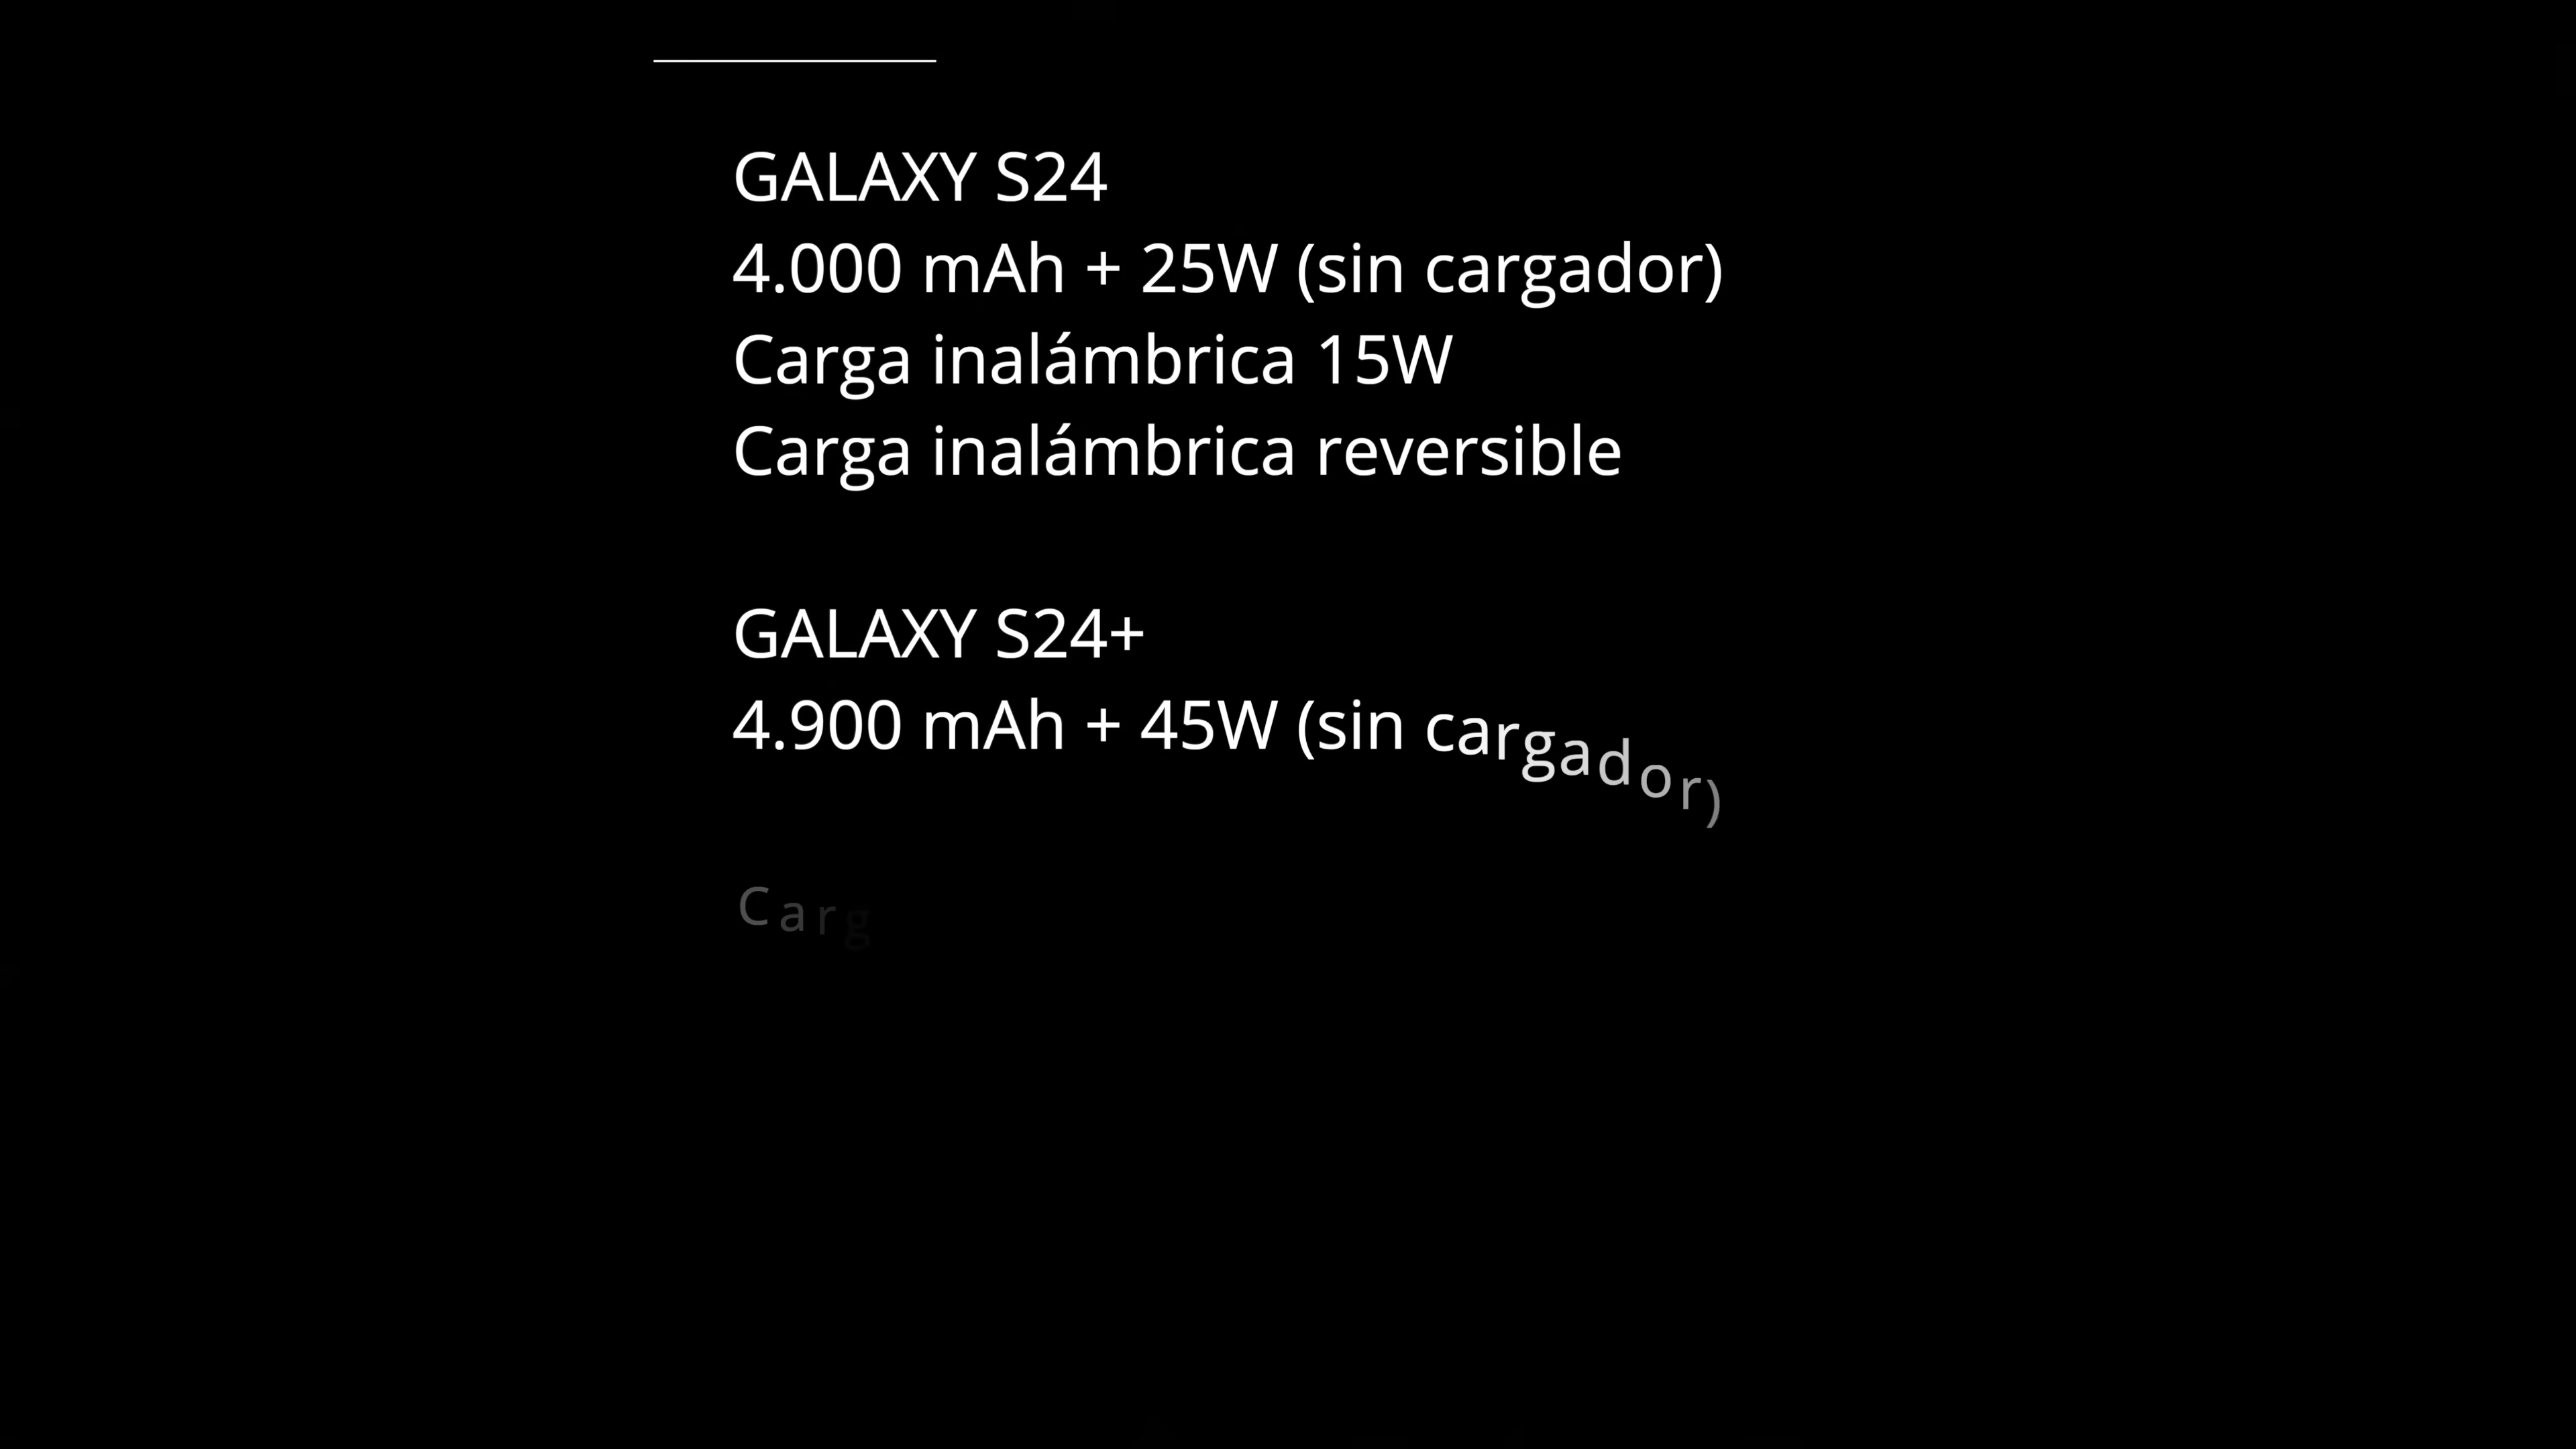 GALAXY S24
4.000 mAh + 25W (sin cargador)
Carga inalámbrica 15W
Carga inalámbrica reversible
GALAXY S24+
4.900 mAh + 45W (sin cargador)
Carg